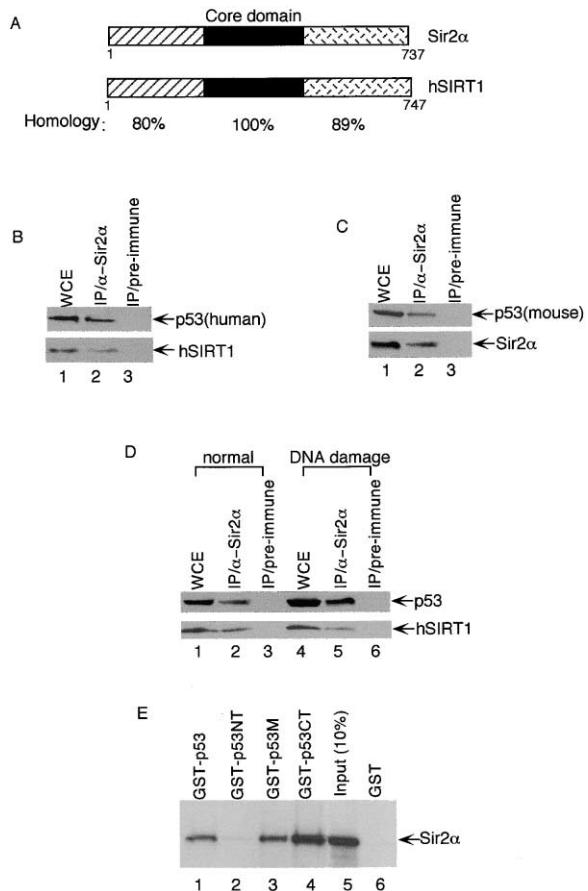 A
Core domain
Sir2α
1 737
hSIRT1
1 747
Homology: 80% 100% 89%
B
WCE
IP/α-Sir2α
IP/pre-immune
p53(human)
hSIRT1
1 2 3
C
WCE
IP/α-Sir2α
IP/pre-immune
p53(mouse)
Sir2α
1 2 3
D
normal DNA damage
WCE
IP/α-Sir2α
IP/pre-immune
WCE
IP/α-Sir2α
IP/pre-immune
p53
hSIRT1
1 2 3 4 5 6
E
GST-p53
GST-p53NT
GST-p53M
GST-p53CT
Input (10%)
GST
Sir2α
1 2 3 4 5 6